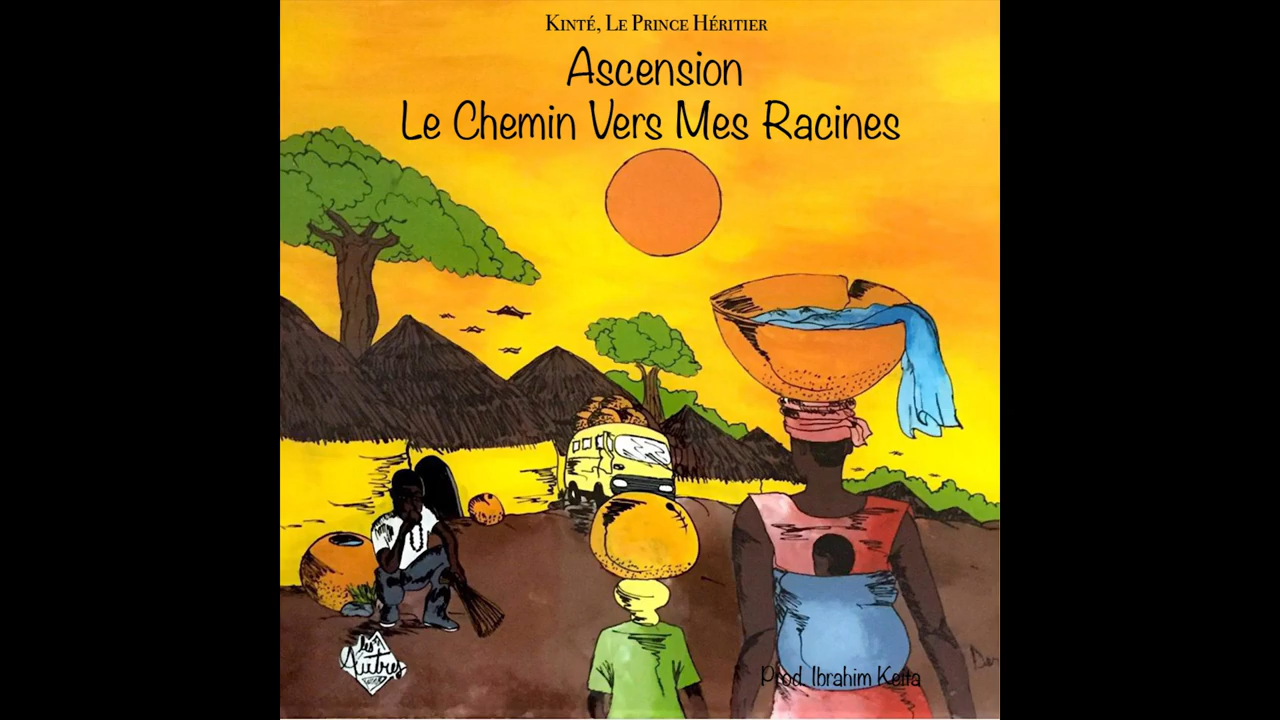 Kinté, Le Prince Héritier
Ascension
Le Chemin Vers Mes Racines
Les
Autres
Prod. Ibrahim Keita